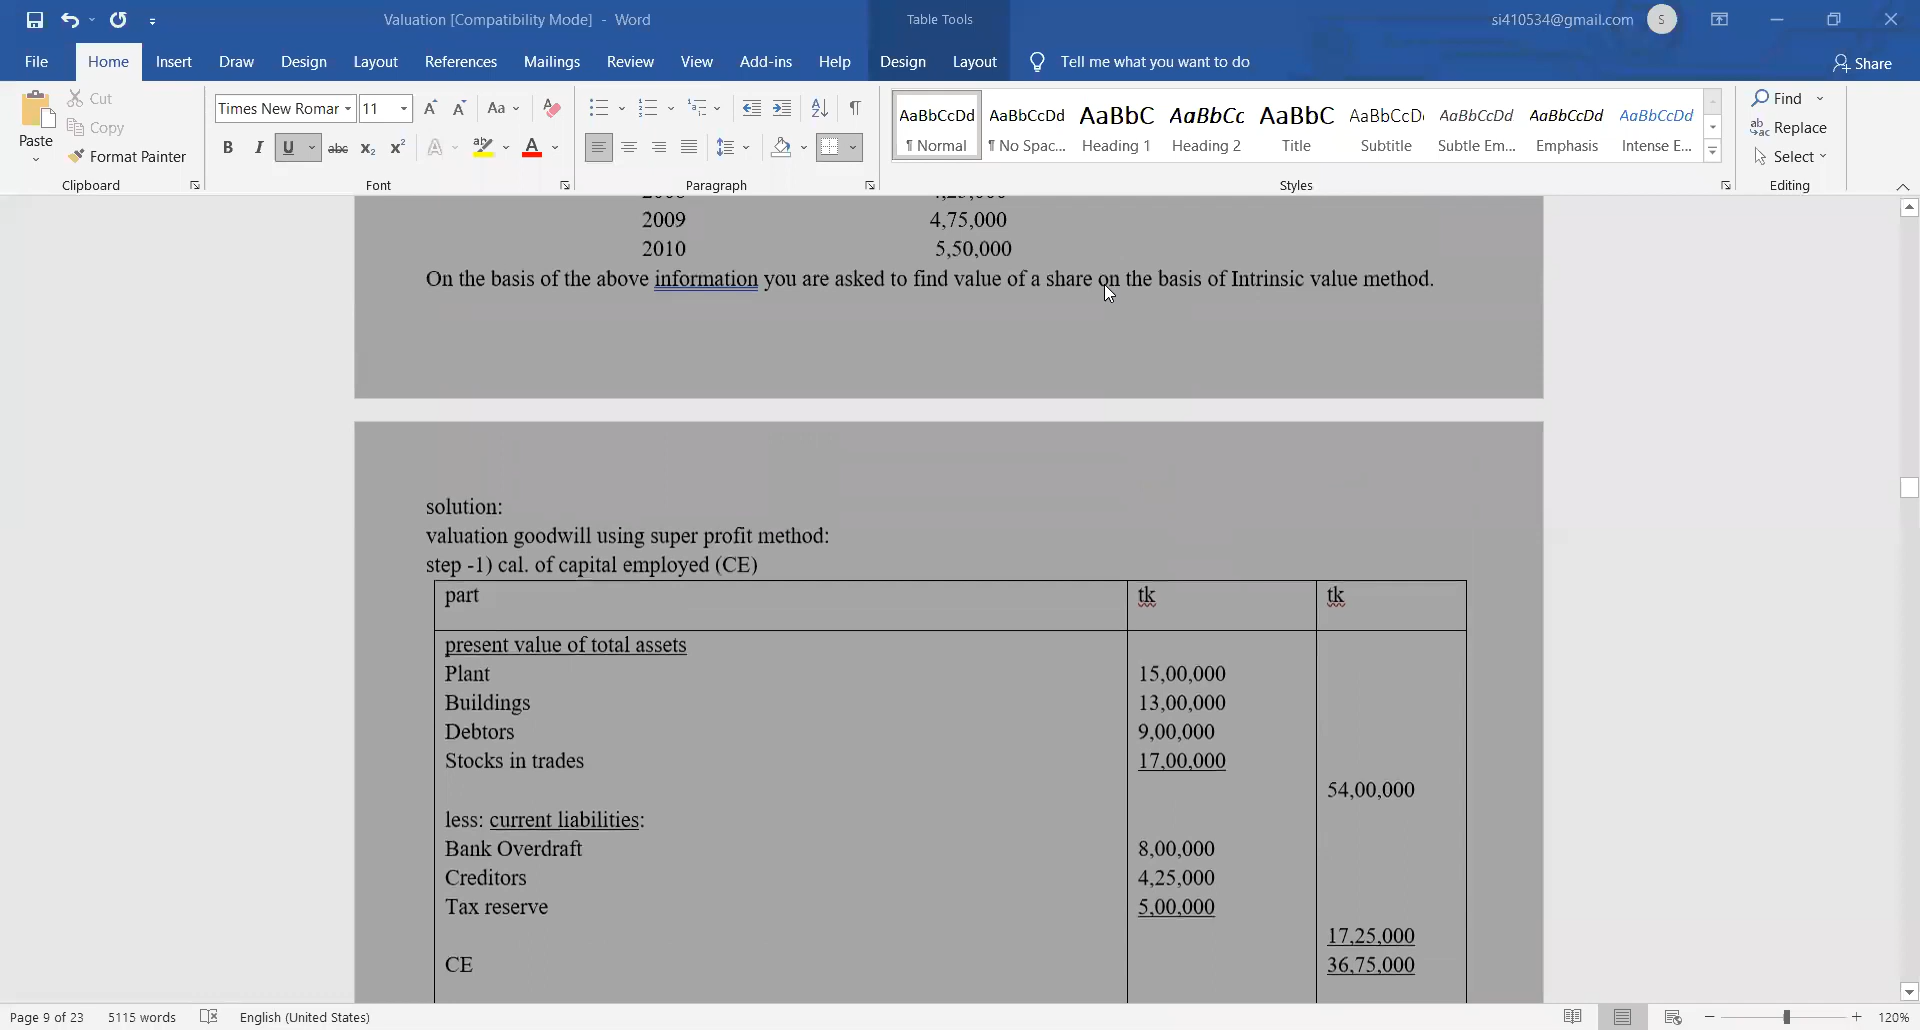 Valuation [Compatibility Mode] - Word
Table Tools
si410534@gmail.com
S
File Home Insert Draw Design Layout References Mailings Review View Add-ins Help Design Layout Tell me what you want to do
Share
Paste
Cut
Copy
Format Painter
Clipboard
Times New Romar 11
Font
Paragraph
AaBbCcDd AaBbCcDd AaBbC AaBbCc AaBbC AaBbCcD AaBbCcDd AaBbCcDd AaBbCcDd
¶ Normal ¶ No Spac... Heading 1 Heading 2 Title Subtitle Subtle Em... Emphasis Intense E...
Styles
Find
Replace
Select
Editing
2009 4,75,000
2010 5,50,000
On the basis of the above information you are asked to find value of a share on the basis of Intrinsic value method.
solution:
valuation goodwill using super profit method:
step -1) cal. of capital employed (CE)
part tk tk
present value of total assets
Plant 15,00,000
Buildings 13,00,000
Debtors 9,00,000
Stocks in trades 17,00,000
54,00,000
less: current liabilities:
Bank Overdraft 8,00,000
Creditors 4,25,000
Tax reserve 5,00,000
17,25,000
CE 36,75,000
Page 9 of 23 5115 words English (United States) 120%